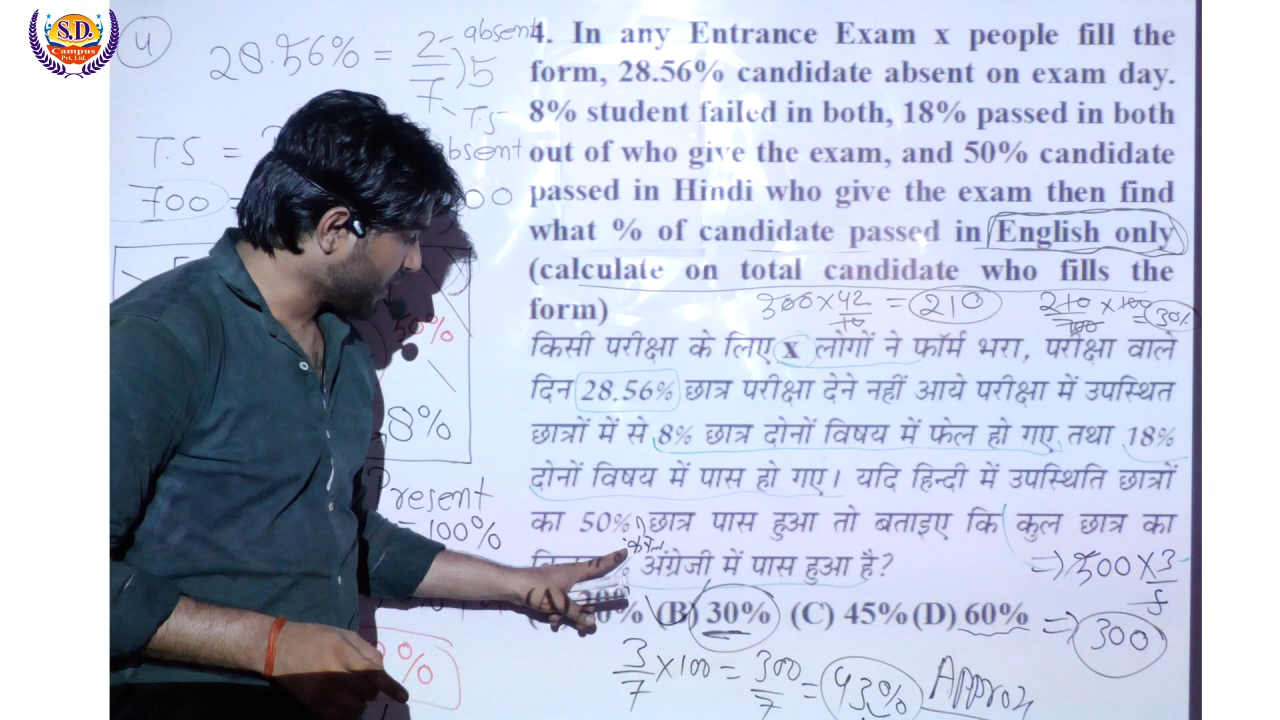 S.D.
Campus
Pvt. Ltd.
4
28.56% = 2/7 ) 5
absent
T.S
T.S =
absent
700 =
00
50%
8%
Present
=100%
%
4. In any Entrance Exam x people fill the
form, 28.56% candidate absent on exam day.
8% student failed in both, 18% passed in both
out of who give the exam, and 50% candidate
passed in Hindi who give the exam then find
what % of candidate passed in English only
(calculate on total candidate who fills the
form)
500 × 42/10 = 210
210/700 × 100 = 30%
किसी परीक्षा के लिए x लोगों ने फॉर्म भरा, परीक्षा वाले
दिन 28.56% छात्र परीक्षा देने नहीं आये परीक्षा में उपस्थित
छात्रों में से 8% छात्र दोनों विषय में फेल हो गए तथा 18%
दोनों विषय में पास हो गए। यदि हिन्दी में उपस्थिति छात्रों
का 50% छात्र पास हुआ तो बताइए कि कुल छात्र का
केवल
अंग्रेजी में पास हुआ है?
=> 500 × 3/5
(A) % (B) 30% (C) 45% (D) 60%
=> 300
3/7 × 100 = 300/7 = 43% Approx